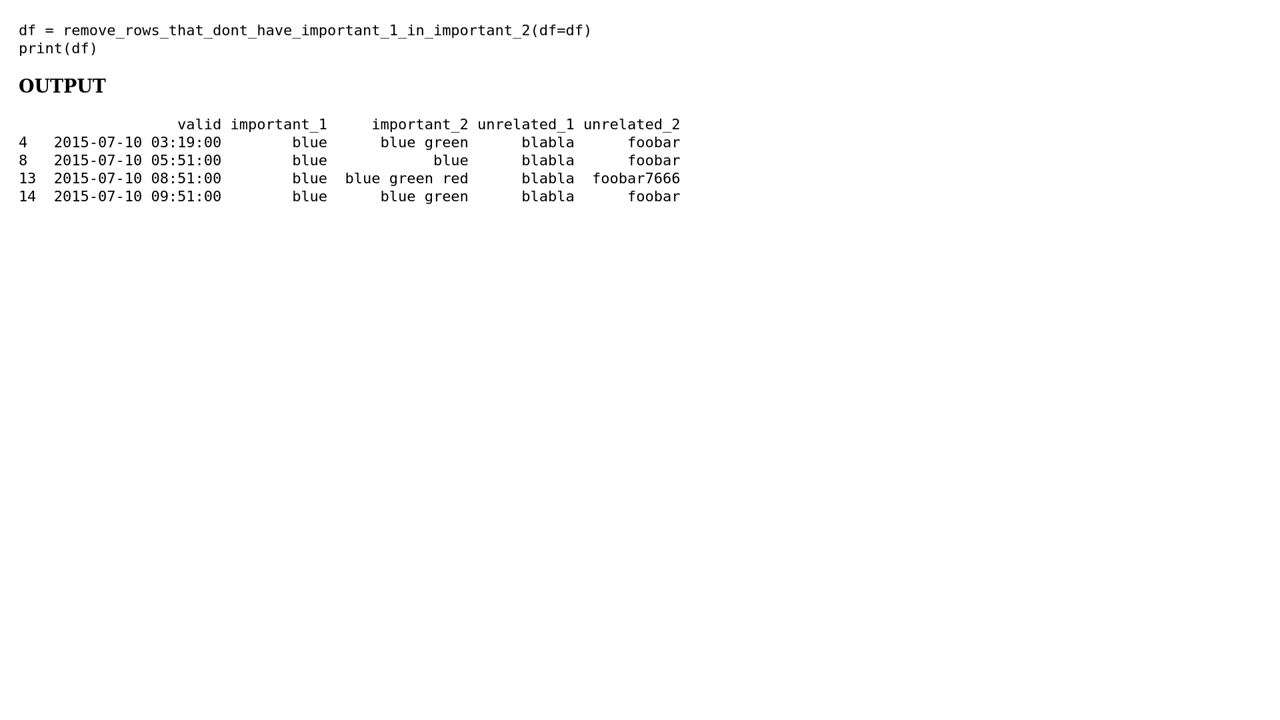 df = remove_rows_that_dont_have_important_1_in_important_2(df=df)
print(df)
OUTPUT
                  valid important_1     important_2 unrelated_1 unrelated_2
4   2015-07-10 03:19:00        blue      blue green      blabla      foobar
8   2015-07-10 05:51:00        blue            blue      blabla      foobar
13  2015-07-10 08:51:00        blue  blue green red      blabla  foobar7666
14  2015-07-10 09:51:00        blue      blue green      blabla      foobar